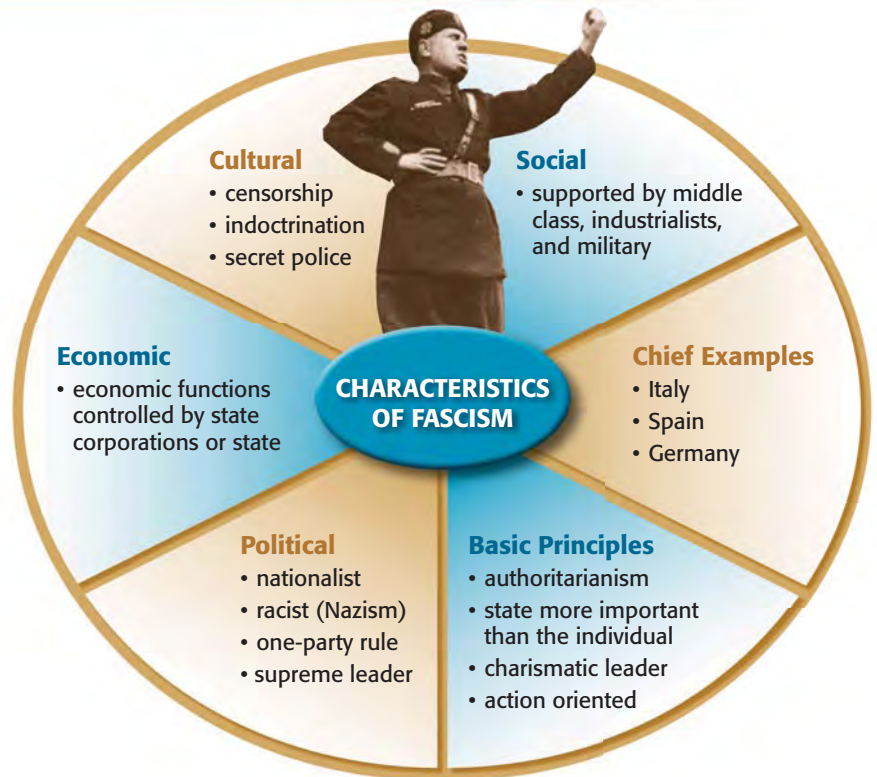 Cultural
• censorship
• indoctrination
• secret police
Social
• supported by middle
class, industrialists,
and military
Economic
• economic functions
controlled by state
corporations or state
CHARACTERISTICS
OF FASCISM
Chief Examples
• Italy
• Spain
• Germany
Political
• nationalist
• racist (Nazism)
• one-party rule
• supreme leader
Basic Principles
• authoritarianism
• state more important
than the individual
• charismatic leader
• action oriented